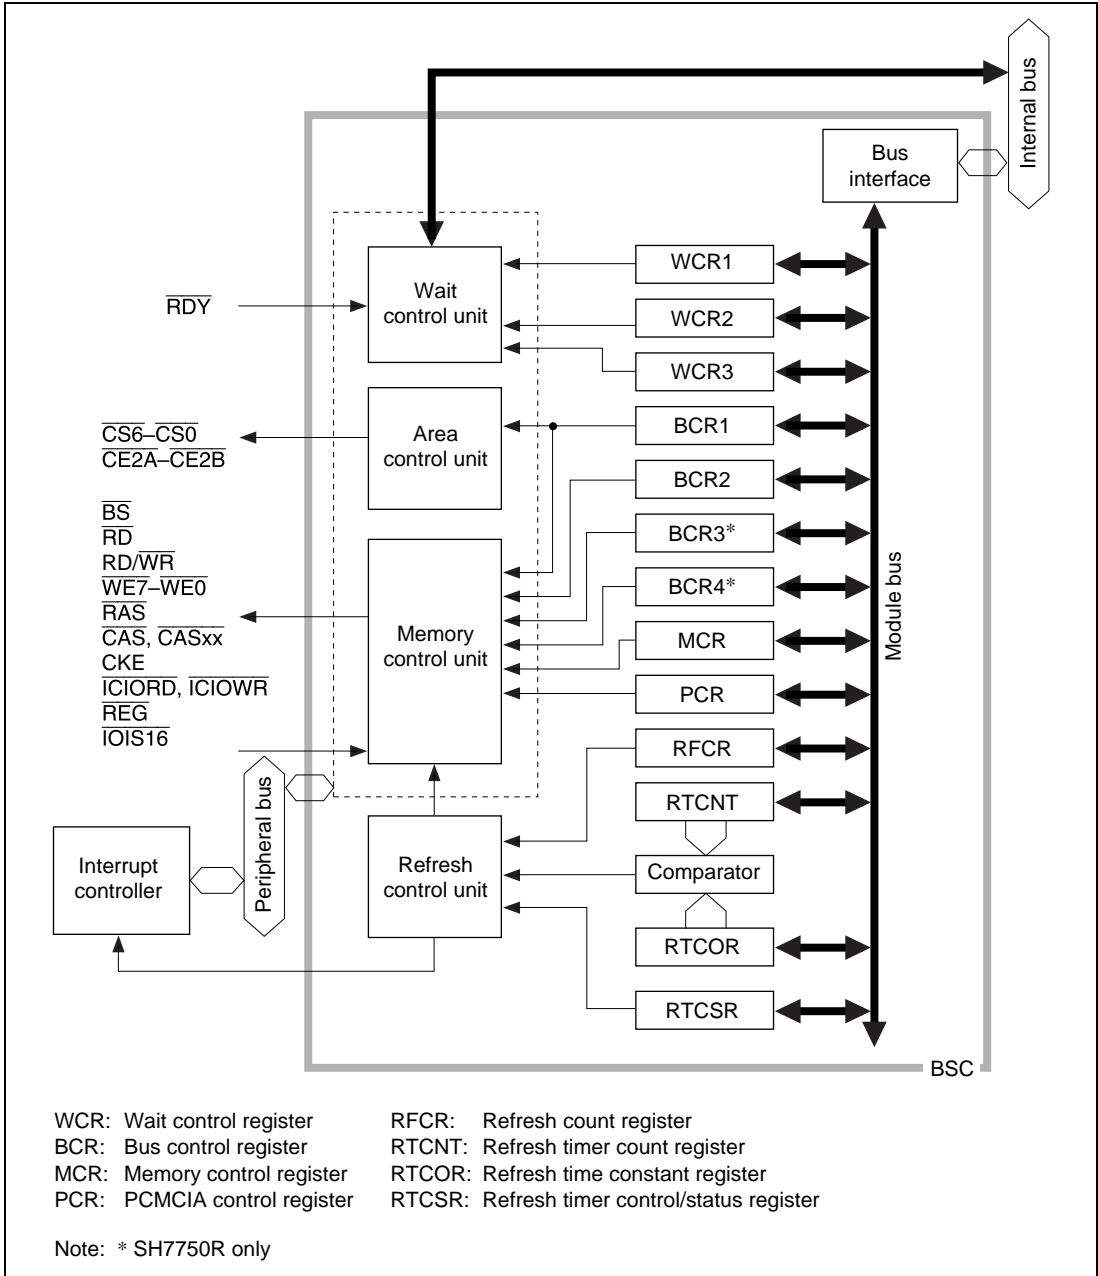 Internal bus
Bus
interface
Wait
control unit
RDY
WCR1
WCR2
WCR3
Area
control unit
CS6–CS0
CE2A–CE2B
BCR1
BCR2
BCR3*
BCR4*
MCR
PCR
RFCR
RTCNT
Comparator
RTCOR
RTCSR
Module bus
BS
RD
RD/WR
WE7–WE0
RAS
CAS, CASxx
CKE
ICIORD, ICIOWR
REG
IOIS16
Memory
control unit
Peripheral bus
Interrupt
controller
Refresh
control unit
BSC
WCR: Wait control register
BCR: Bus control register
MCR: Memory control register
PCR: PCMCIA control register
RFCR: Refresh count register
RTCNT: Refresh timer count register
RTCOR: Refresh time constant register
RTCSR: Refresh timer control/status register
Note: * SH7750R only